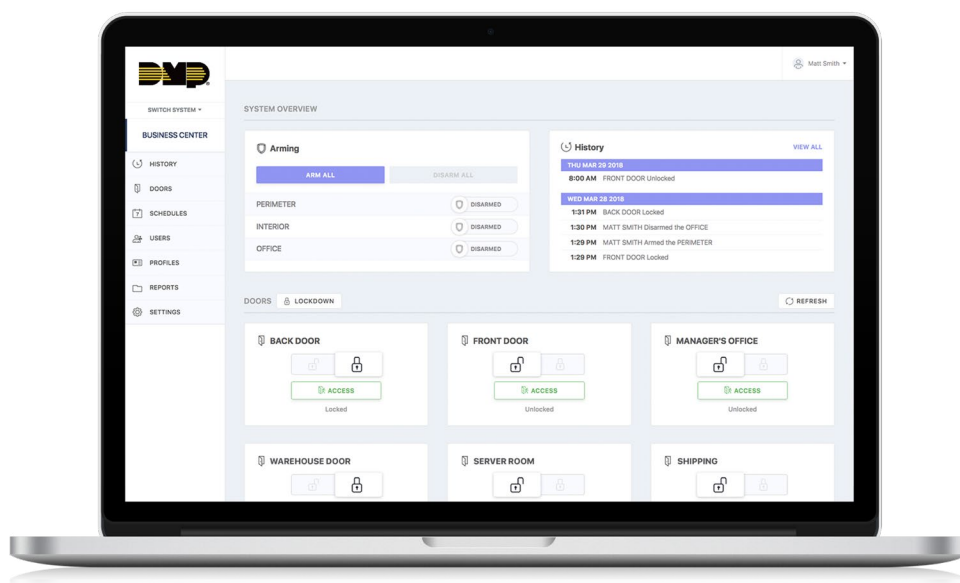 DMP
Matt Smith
SWITCH SYSTEM
BUSINESS CENTER
HISTORY
DOORS
7
SCHEDULES
USERS
PROFILES
REPORTS
SETTINGS
SYSTEM OVERVIEW
Arming
ARM ALL
DISARM ALL
PERIMETER
DISARMED
INTERIOR
DISARMED
OFFICE
DISARMED
History
VIEW ALL
THU MAR 29 2018
8:00 AM FRONT DOOR Unlocked
WED MAR 28 2018
1:31 PM BACK DOOR Locked
1:30 PM MATT SMITH Disarmed the OFFICE
1:29 PM MATT SMITH Armed the PERIMETER
1:29 PM FRONT DOOR Locked
DOORS
LOCKDOWN
REFRESH
BACK DOOR
ACCESS
Locked
FRONT DOOR
ACCESS
Unlocked
MANAGER'S OFFICE
ACCESS
Unlocked
WAREHOUSE DOOR
SERVER ROOM
SHIPPING